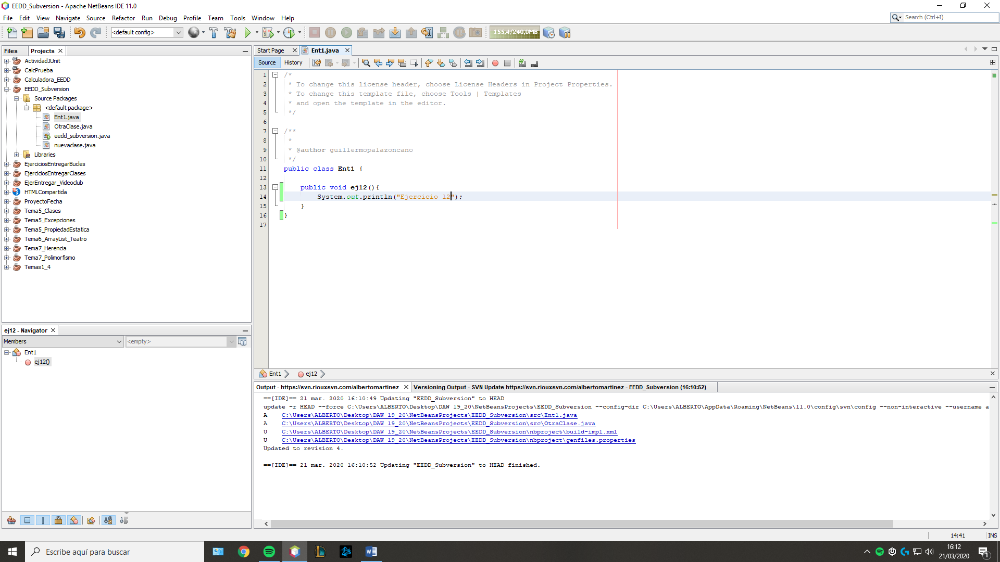 EEDD_Subversion - Apache NetBeans IDE 11.0
File Edit View Navigate Source Refactor Run Debug Profile Team Tools Window Help
Search (Ctrl+I)
<default config>
155,4/240,0MB
Files Projects
ActividadJUnit
CalcPrueba
Calculadora_EEDD
EEDD_Subversion
Source Packages
<default package>
Ent1.java
OtraClase.java
eedd_subversion.java
nuevaclase.java
Libraries
EjerciciosEntregarBucles
EjerciciosEntregarClases
EjerEntregar_Videoclub
HTMLCompartida
ProyectoFecha
Tema5_Clases
Tema5_Excepciones
Tema5_PropiedadEstatica
Tema6_ArrayList_Teatro
Tema7_Herencia
Tema7_Polimorfismo
Temas1_4
ej12 - Navigator
Members
<empty>
Ent1
ej12()
Start Page Ent1.java
Source History
1 /*
2 * To change this license header, choose License Headers in Project Properties.
3 * To change this template file, choose Tools | Templates
4 * and open the template in the editor.
5 */
6
7 /**
8 *
9 * @author guillermopalazoncano
10 */
11 public class Ent1 {
12
13 public void ej12(){
14 System.out.println("Ejercicio 12");
15 }
16 }
17
Ent1 ej12
Output - https://svn.riouxsvn.com/albertomartinez Versioning Output - SVN Update https://svn.riouxsvn.com/albertomartinez - EEDD_Subversion (16:10:52)
==[IDE]== 21 mar. 2020 16:10:49 Updating "EEDD_Subversion" to HEAD
update -r HEAD --force C:\Users\ALBERTO\Desktop\DAW 19_20\NetBeansProjects\EEDD_Subversion --config-dir C:\Users\ALBERTO\AppData\Roaming\NetBeans\11.0\config\svn\config --non-interactive --username a
A C:\Users\ALBERTO\Desktop\DAW 19_20\NetBeansProjects\EEDD_Subversion\src\Ent1.java
A C:\Users\ALBERTO\Desktop\DAW 19_20\NetBeansProjects\EEDD_Subversion\src\OtraClase.java
U C:\Users\ALBERTO\Desktop\DAW 19_20\NetBeansProjects\EEDD_Subversion\nbproject\build-impl.xml
U C:\Users\ALBERTO\Desktop\DAW 19_20\NetBeansProjects\EEDD_Subversion\nbproject\genfiles.properties
Updated to revision 4.
==[IDE]== 21 mar. 2020 16:10:52 Updating "EEDD_Subversion" to HEAD finished.
14:41 INS
Escribe aquí para buscar
16:12
21/03/2020
1